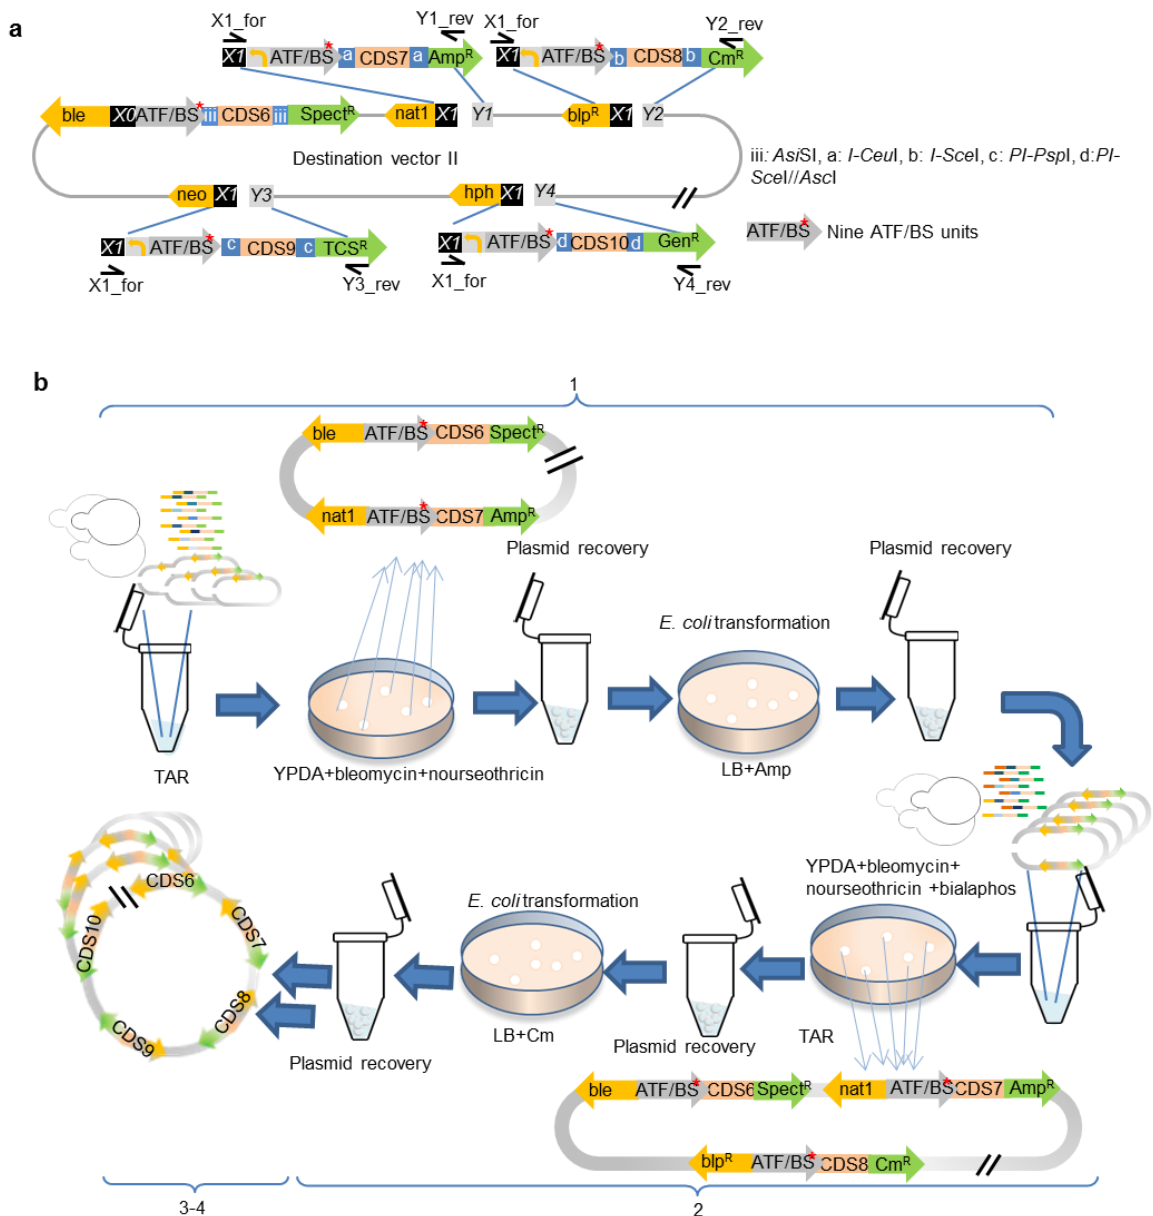 a
X1_for
Y1_rev
Y2_rev
X1_for
X1 ATF/BS* a CDS7 a AmpR
X1 ATF/BS* b CDS8 b CmR
ble X0 ATF/BS* iii CDS6 iii SpectR nat1 X1 Y1 blpR X1 Y2
Destination vector II
iii: AsiSI, a: I-CeuI, b: I-SceI, c: PI-PspI, d:PI-
SceI//AscI
neo X1 Y3 hph X1 Y4
ATF/BS* Nine ATF/BS units
X1 ATF/BS* c CDS9 c TCSR
X1 ATF/BS* d CDS10 d GenR
X1_for
Y3_rev
X1_for
Y4_rev
b
1
ble ATF/BS* CDS6 SpectR
nat1 ATF/BS* CDS7 AmpR
Plasmid recovery
Plasmid recovery
E. coli transformation
TAR
YPDA+bleomycin+nourseothricin
LB+Amp
YPDA+bleomycin+
nourseothricin +bialaphos
CDS6
CDS7
CDS8
CDS9
CDS10
E. coli transformation
LB+Cm
Plasmid recovery
Plasmid recovery
TAR
ble ATF/BS* CDS6 SpectR nat1 ATF/BS* CDS7 AmpR
blpR ATF/BS* CDS8 CmR
3-4
2